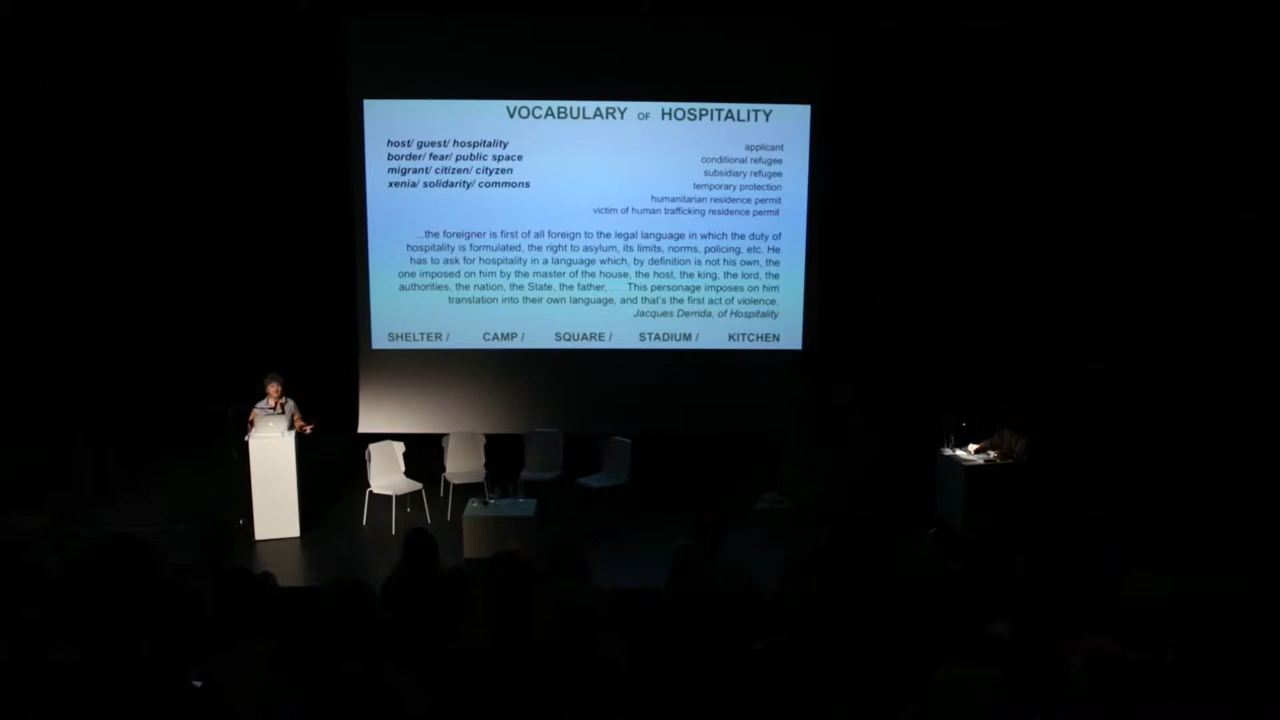 VOCABULARY OF HOSPITALITY
host/ guest/ hospitality
border/ fear/ public space
migrant/ citizen/ cityzen
xenia/ solidarity/ commons
applicant
conditional refugee
subsidiary refugee
temporary protection
humanitarian residence permit
victim of human trafficking residence permit
...the foreigner is first of all foreign to the legal language in which the duty of
hospitality is formulated, the right to asylum, its limits, norms, policing, etc. He
has to ask for hospitality in a language which, by definition is not his own, the
one imposed on him by the master of the house, the host, the king, the lord, the
authorities, the nation, the State, the father, .... This personage imposes on him
translation into their own language, and that's the first act of violence.
Jacques Derrida, of Hospitality
SHELTER / CAMP / SQUARE / STADIUM / KITCHEN